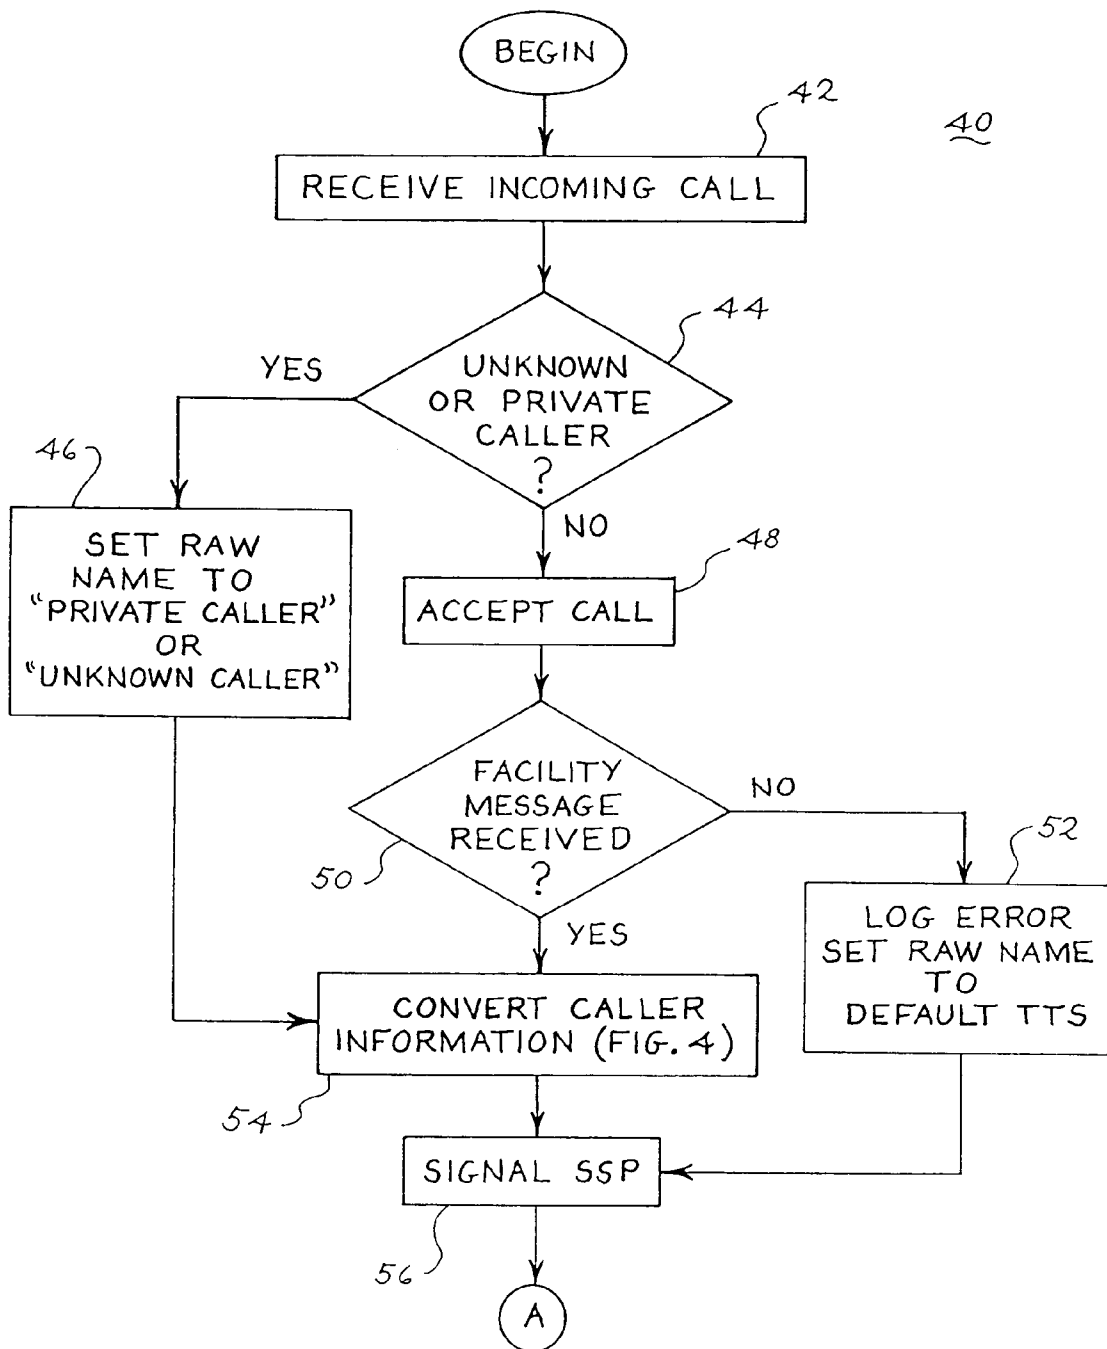 BEGIN
42
40
RECEIVE INCOMING CALL
44
YES
UNKNOWN
OR PRIVATE
CALLER
?
46
NO
SET RAW
NAME TO
“PRIVATE CALLER”
OR
“UNKNOWN CALLER”
48
ACCEPT CALL
FACILITY
MESSAGE
RECEIVED
?
NO
50
52
YES
LOG ERROR
SET RAW NAME
TO
DEFAULT TTS
CONVERT CALLER
INFORMATION (FIG. 4)
54
SIGNAL SSP
56
A